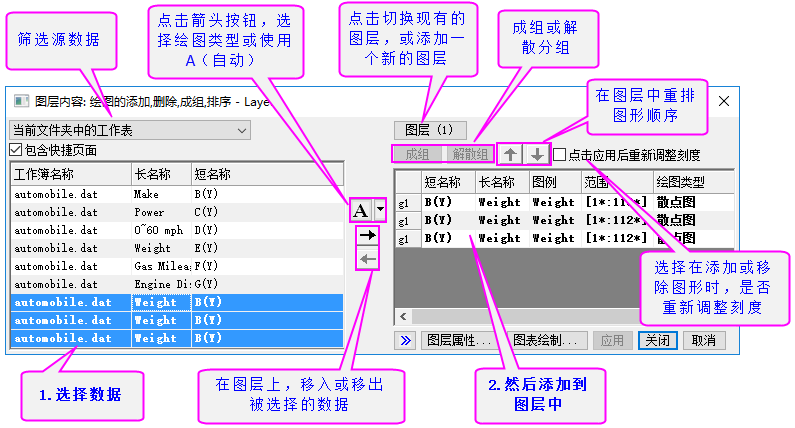 筛选源数据
点击箭头按钮，选
择绘图类型或使用
A（自动）
点击切换现有的
图层，或添加一
个新的图层
成组或解
散分组
在图层中重排
图形顺序
图层内容: 绘图的添加,删除,成组,排序 - Laye
当前文件夹中的工作表
包含快捷页面
工作簿名称 长名称 短名称
automobile.dat Make B(Y)
automobile.dat Power C(Y)
automobile.dat 0~60 mph D(Y)
automobile.dat Weight E(Y)
automobile.dat Gas Milea F(Y)
automobile.dat Engine Di G(Y)
automobile.dat Weight B(Y)
automobile.dat Weight B(Y)
automobile.dat Weight B(Y)
A
图层 (1)
成组 解散组
点击应用后重新调整刻度
短名称 长名称 图例 范围 绘图类型
g1 B(Y) Weight Weight [1*:112*] 散点图
g1 B(Y) Weight Weight [1*:112*] 散点图
g1 B(Y) Weight Weight [1*:112*] 散点图
选择在添加或移
除图形时，是否
重新调整刻度
图层属性... 图表绘制... 应用 关闭 取消
1.选择数据
在图层上，移入或移出
被选择的数据
2.然后添加到
图层中